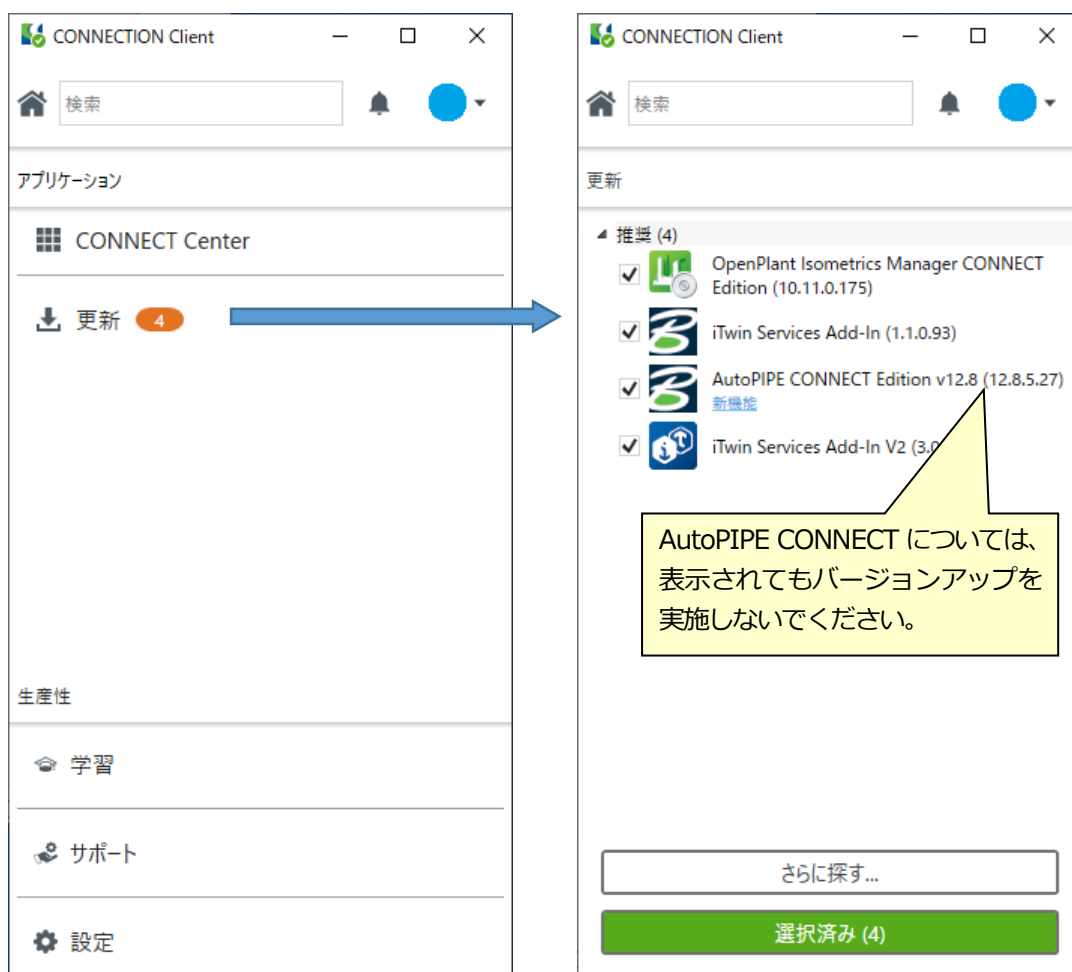 CONNECTION Client
検索
アプリケーション
CONNECT Center
更新 4
生産性
学習
サポート
設定
CONNECTION Client
検索
更新
推奨 (4)
OpenPlant Isometrics Manager CONNECT
Edition (10.11.0.175)
iTwin Services Add-In (1.1.0.93)
AutoPIPE CONNECT Edition v12.8 (12.8.5.27)
新機能
iTwin Services Add-In V2 (3.0
AutoPIPE CONNECT については、
表示されてもバージョンアップを
実施しないでください。
さらに探す...
選択済み (4)